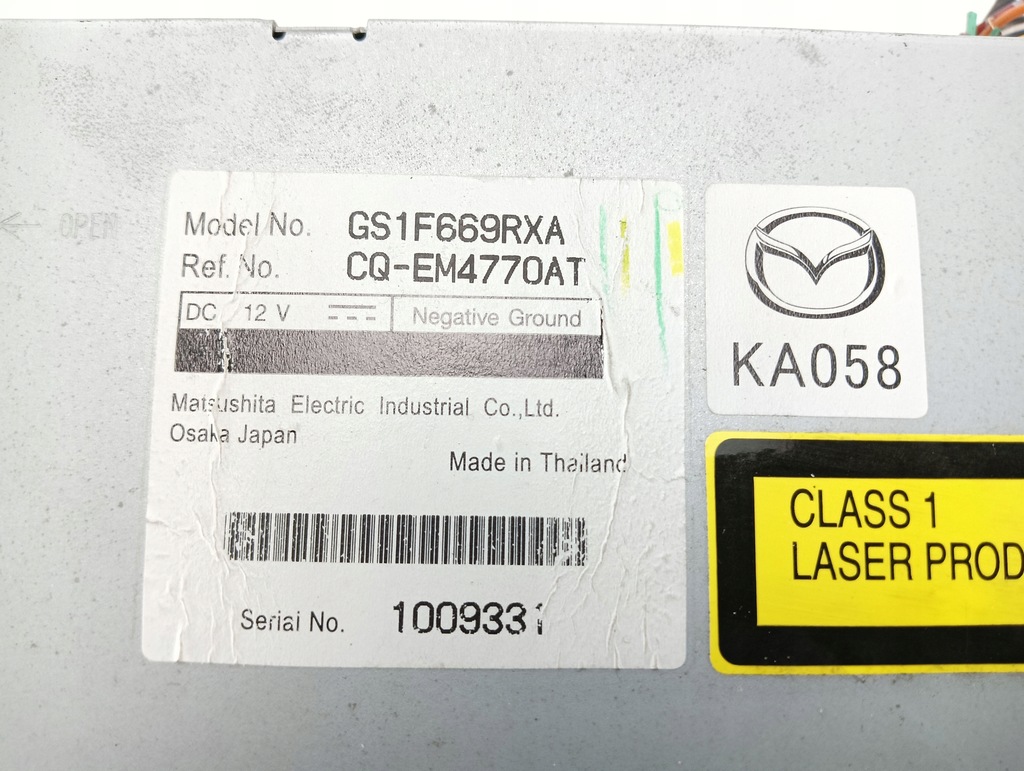 OPEN
Model No. GS1F669RXA
Ref. No. CQ-EM4770AT
DC 12 V Negative Ground
Matsushita Electric Industrial Co.,Ltd.
Osaka Japan
Made in Thailand
Serial No. 1009331
KA058
CLASS 1
LASER PROD